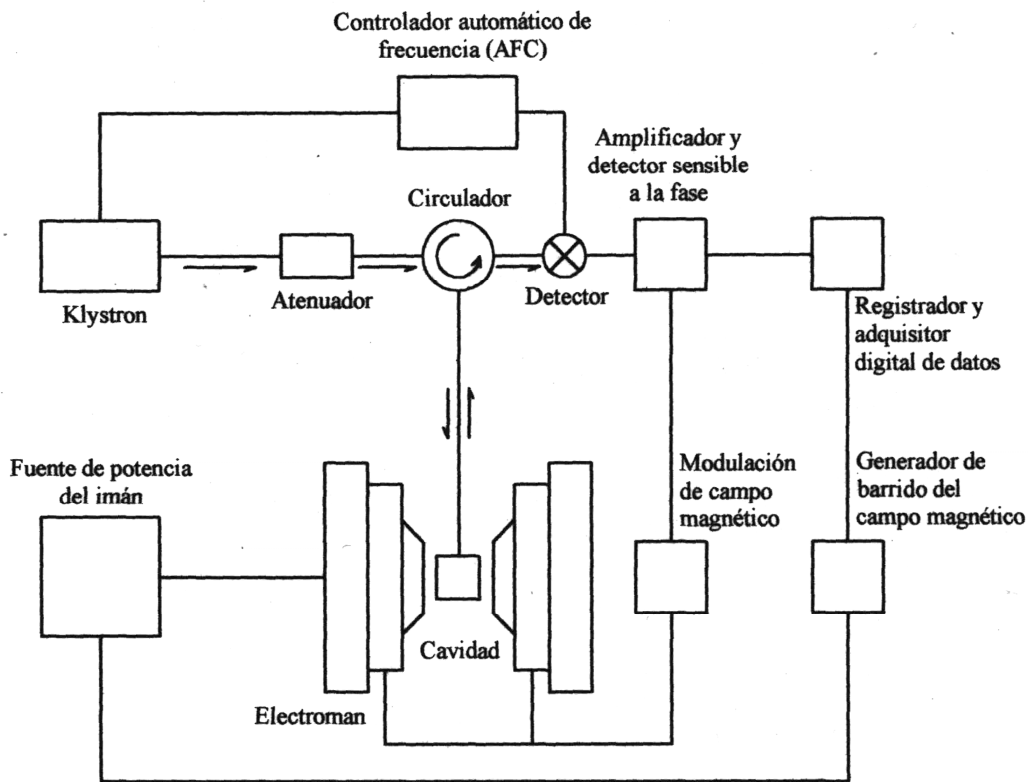 Controlador automático de
frecuencia (AFC)
Amplificador y
detector sensible
a la fase
Circulador
Klystron
Atenuador
Detector
Registrador y
adquisitor
digital de datos
Fuente de potencia
del imán
Modulación
de campo
magnético
Generador de
barrido del
campo magnético
Cavidad
Electroman